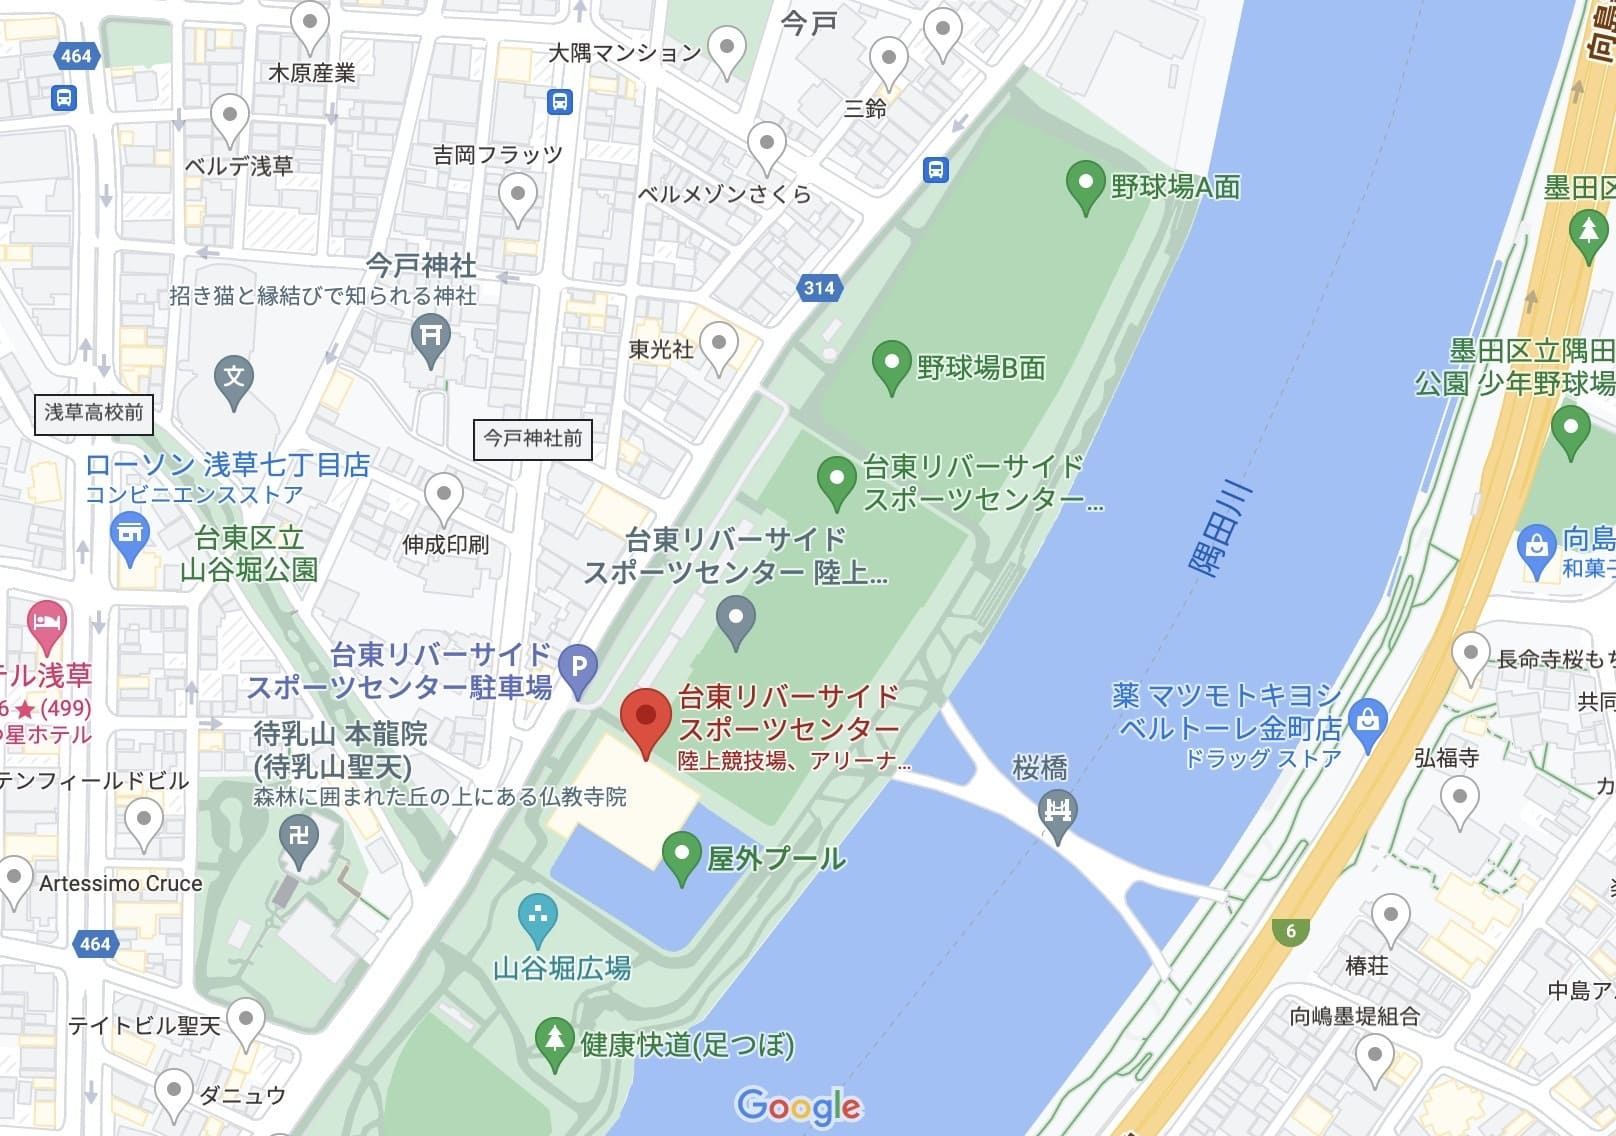 今戸
向島
464
木原産業
大隅マンション
三鈴
ベルデ浅草
吉岡フラッツ
ベルメゾンさくら
野球場A面
墨田区
今戸神社
招き猫と縁結びで知られる神社
314
東光社
野球場B面
墨田区立隅田
公園 少年野球場
文
浅草高校前
今戸神社前
ローソン 浅草七丁目店
コンビニエンスストア
台東リバーサイド
スポーツセンター...
隅田川
伸成印刷
台東区立
山谷堀公園
台東リバーサイド
スポーツセンター 陸上...
向島
和菓子
台東リバーサイド
スポーツセンター駐車場
P
テル浅草
6★(499)
星ホテル
台東リバーサイド
スポーツセンター
陸上競技場、アリーナ...
薬 マツモトキヨシ
ベルトーレ金町店
ドラッグ ストア
長命寺桜もち
共同
待乳山 本龍院
(待乳山聖天)
森林に囲まれた丘の上にある仏教寺院
テンフィールドビル
桜橋
弘福寺
カ
屋外プール
Artessimo Cruce
464
山谷堀広場
6
椿荘
中島ア
テイトビル聖天
健康快道(足つぼ)
向嶋墨堤組合
ダニュウ
Google